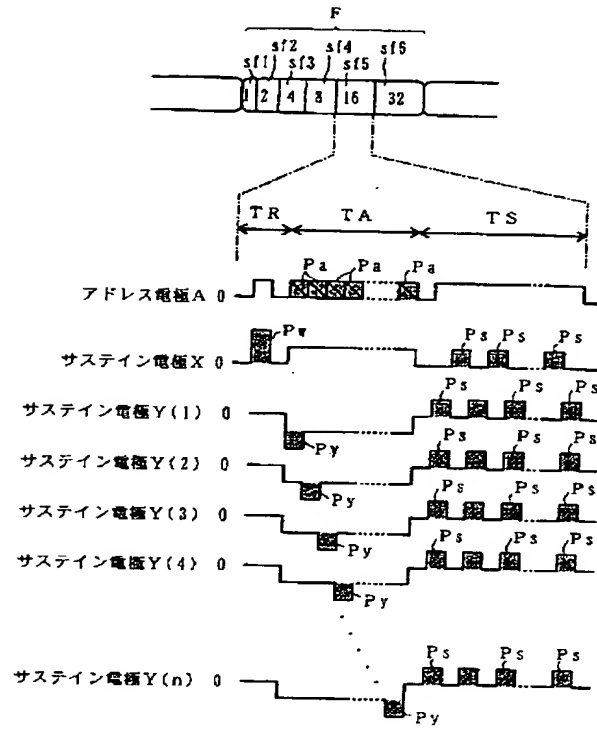 F
sf1 sf2 sf3 sf4 sf5 sf6
1 2 4 8 16 32
TR TA TS
Pa Pa Pa
アドレス電極A 0
Pw Ps Ps Ps
サステイン電極X 0
Ps Ps Ps
サステイン電極Y(1) 0
Py
Ps Ps Ps
サステイン電極Y(2) 0
Py
Ps Ps Ps
サステイン電極Y(3) 0
Py
Ps Ps Ps
サステイン電極Y(4) 0
Py
Ps Ps Ps
サステイン電極Y(n) 0
Py